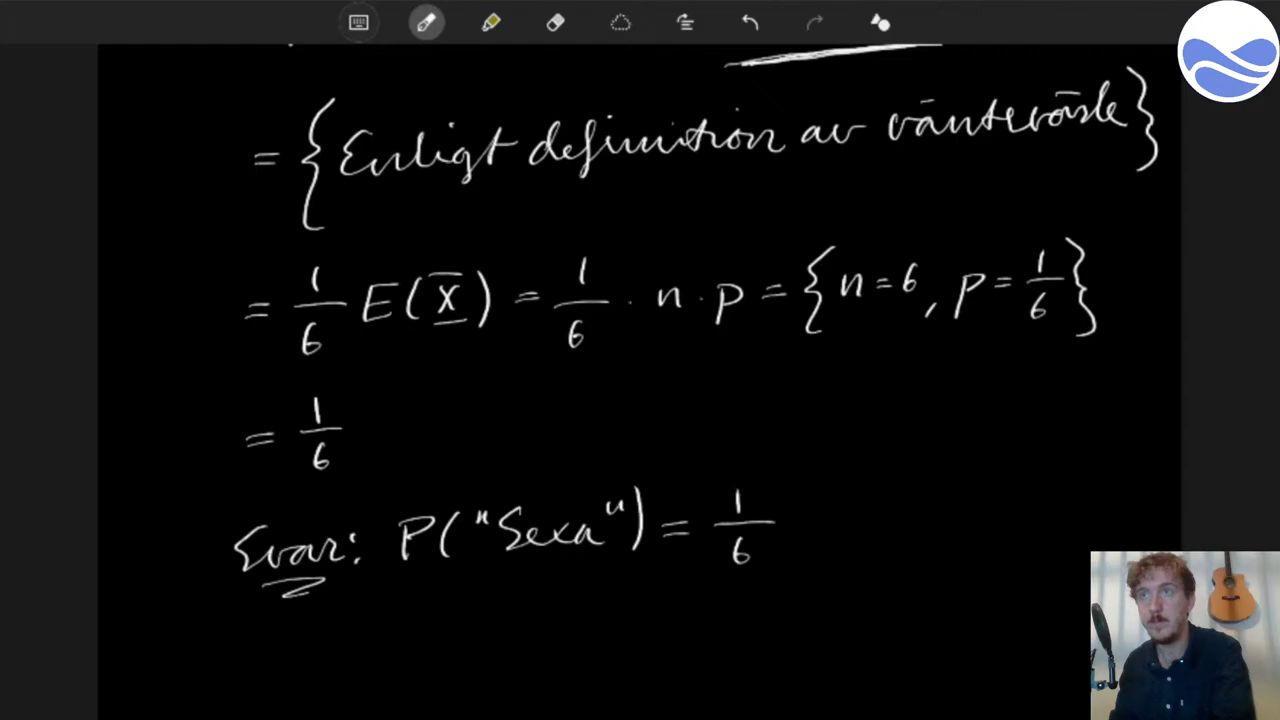 = {Enligt definition av väntevärde}
= 1/6 E(X) = 1/6 · n · p = {n = 6, p = 1/6}
= 1/6
Svar: P("Sexa") = 1/6